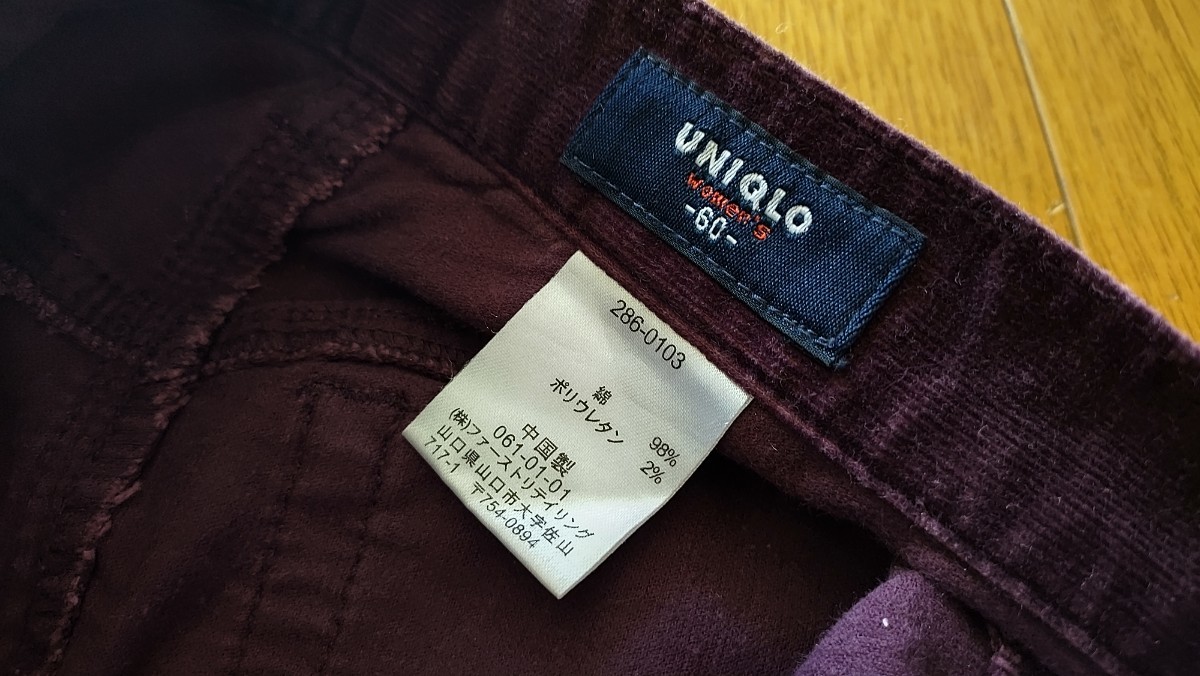 UNIQLO
women's
-60-
286-0103
綿 98%
ポリウレタン 2%
中国製
061-01-01
(株)ファーストリテイリング
山口県山口市大字佐山
717-1
〒754-0894